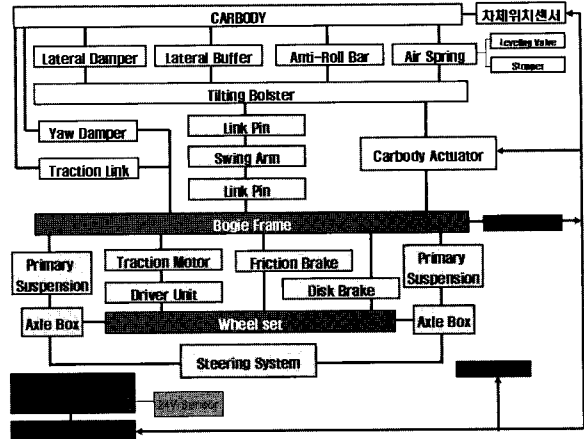 CARBODY
차체위치센서
Lateral Damper
Lateral Buffer
Anti-Roll Bar
Air Spring
Leveling Valve
Stopper
Tilting Bolster
Yaw Damper
Link Pin
Swing Arm
Carbody Actuator
Traction Link
Link Pin
Bogie Frame
Primary
Suspension
Traction Motor
Friction Brake
Primary
Suspension
Driver Unit
Disk Brake
Axle Box
Wheel set
Axle Box
Steering System
Sensor